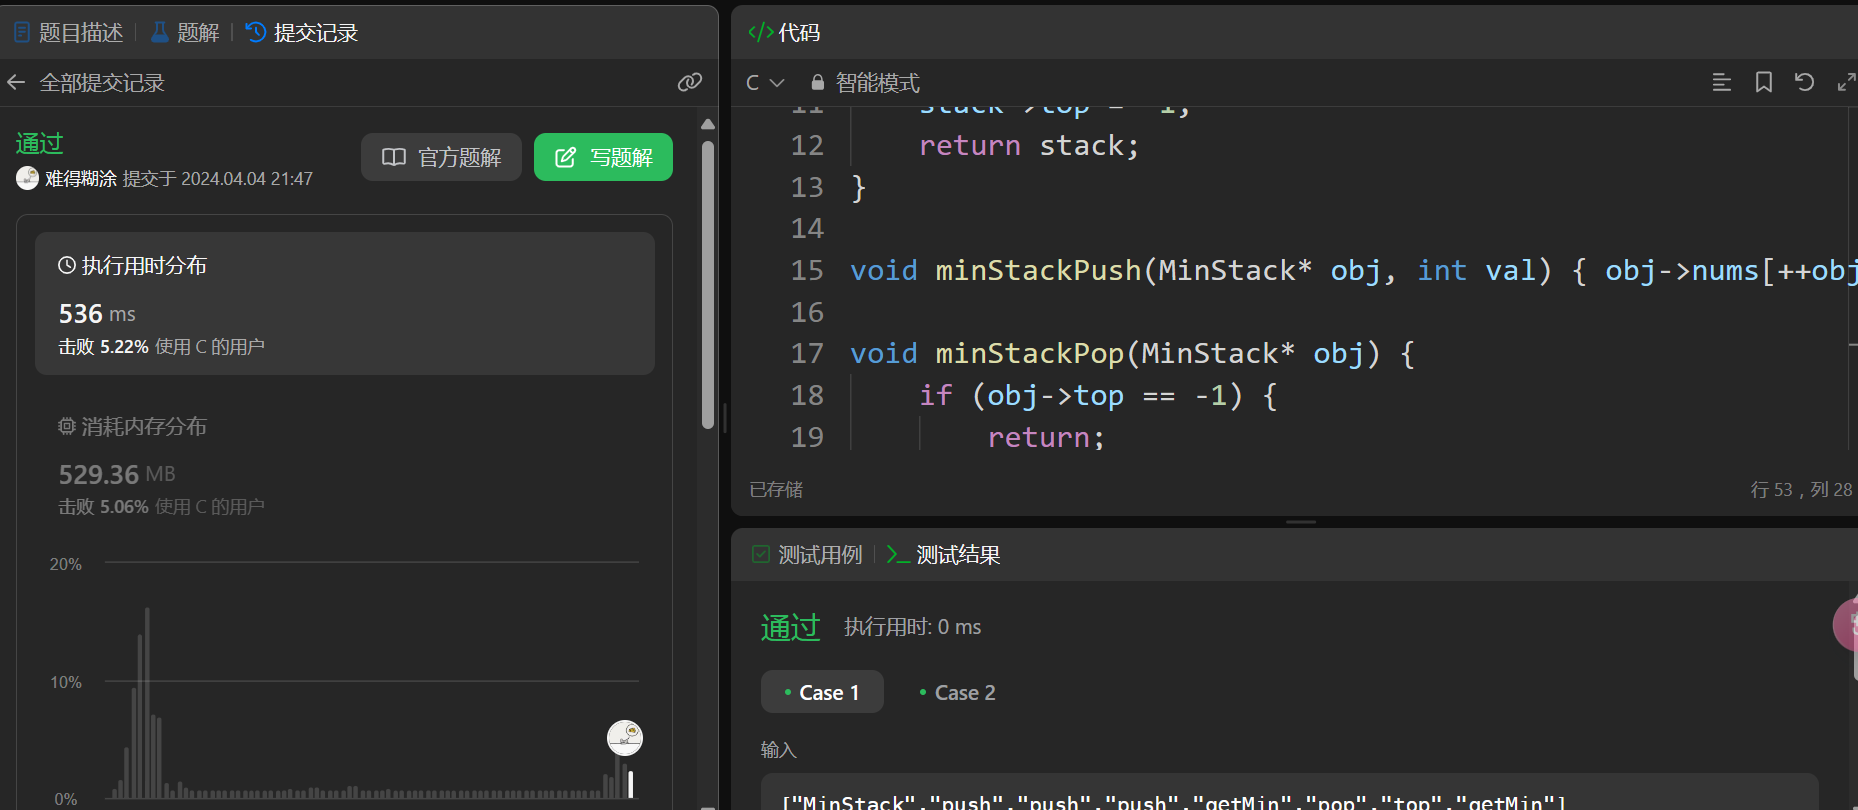 题目描述 | 题解 | 提交记录
全部提交记录
通过
难得糊涂 提交于 2024.04.04 21:47
官方题解
写题解
执行用时分布
536 ms
击败 5.22% 使用 C 的用户
消耗内存分布
529.36 MB
击败 5.06% 使用 C 的用户
20%
10%
0%
</> 代码
C 智能模式
11 stack->top = -1;
12 return stack;
13 }
14
15 void minStackPush(MinStack* obj, int val) { obj->nums[++obj
16
17 void minStackPop(MinStack* obj) {
18 if (obj->top == -1) {
19 return;
已存储
行 53，列 28
测试用例 | >_ 测试结果
通过 执行用时: 0 ms
• Case 1 • Case 2
输入
["MinStack","push","push","push","getMin","pop","top","getMin"]